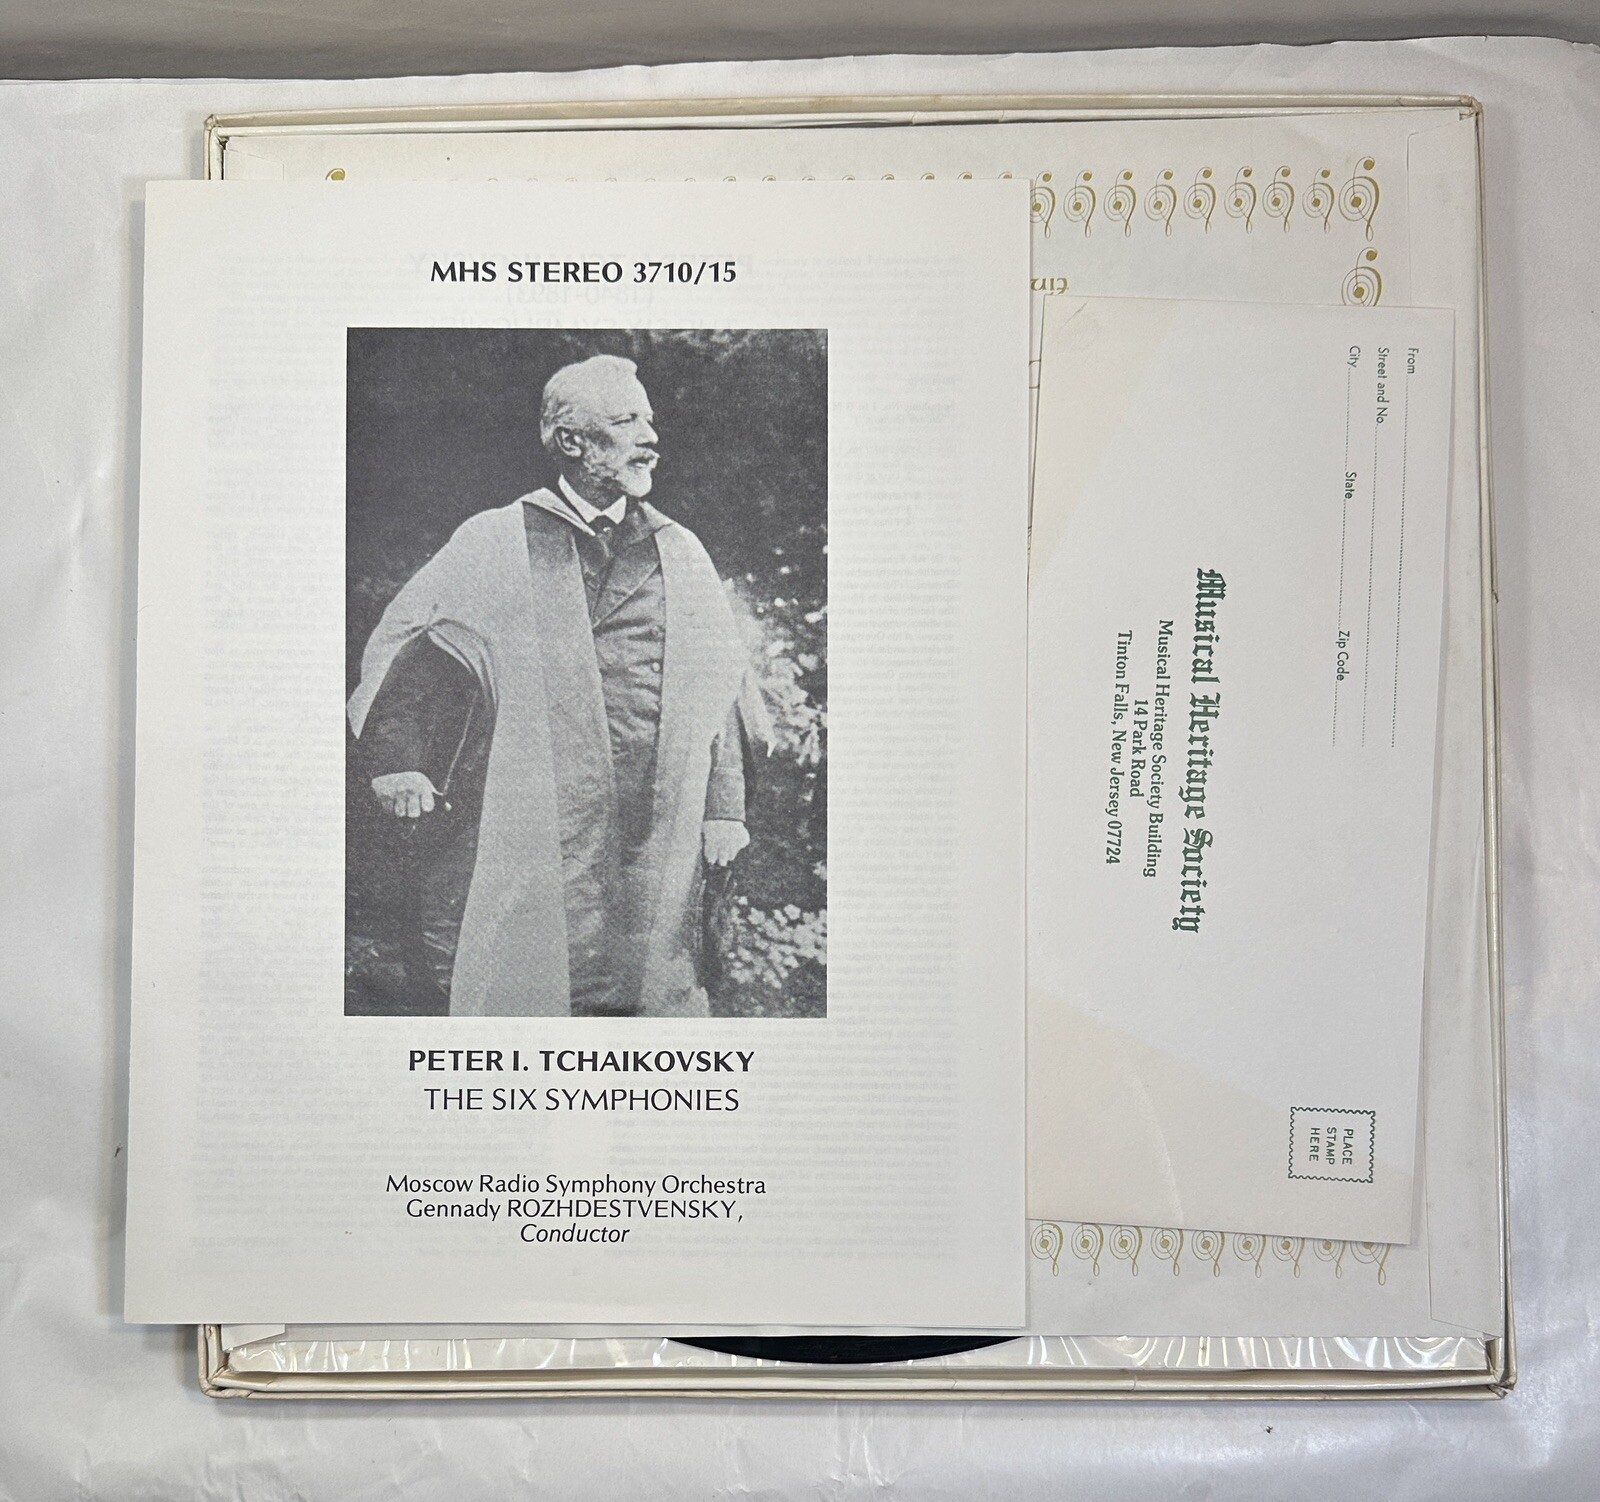 MHS STEREO 3710/15
PETER I. TCHAIKOVSKY
THE SIX SYMPHONIES
Moscow Radio Symphony Orchestra
Gennady ROZHDESTVENSKY,
Conductor
From
Street and No.
City State Zip Code
Musical Heritage Society
Musical Heritage Society Building
14 Park Road
Tinton Falls, New Jersey 07724
PLACE
STAMP
HERE